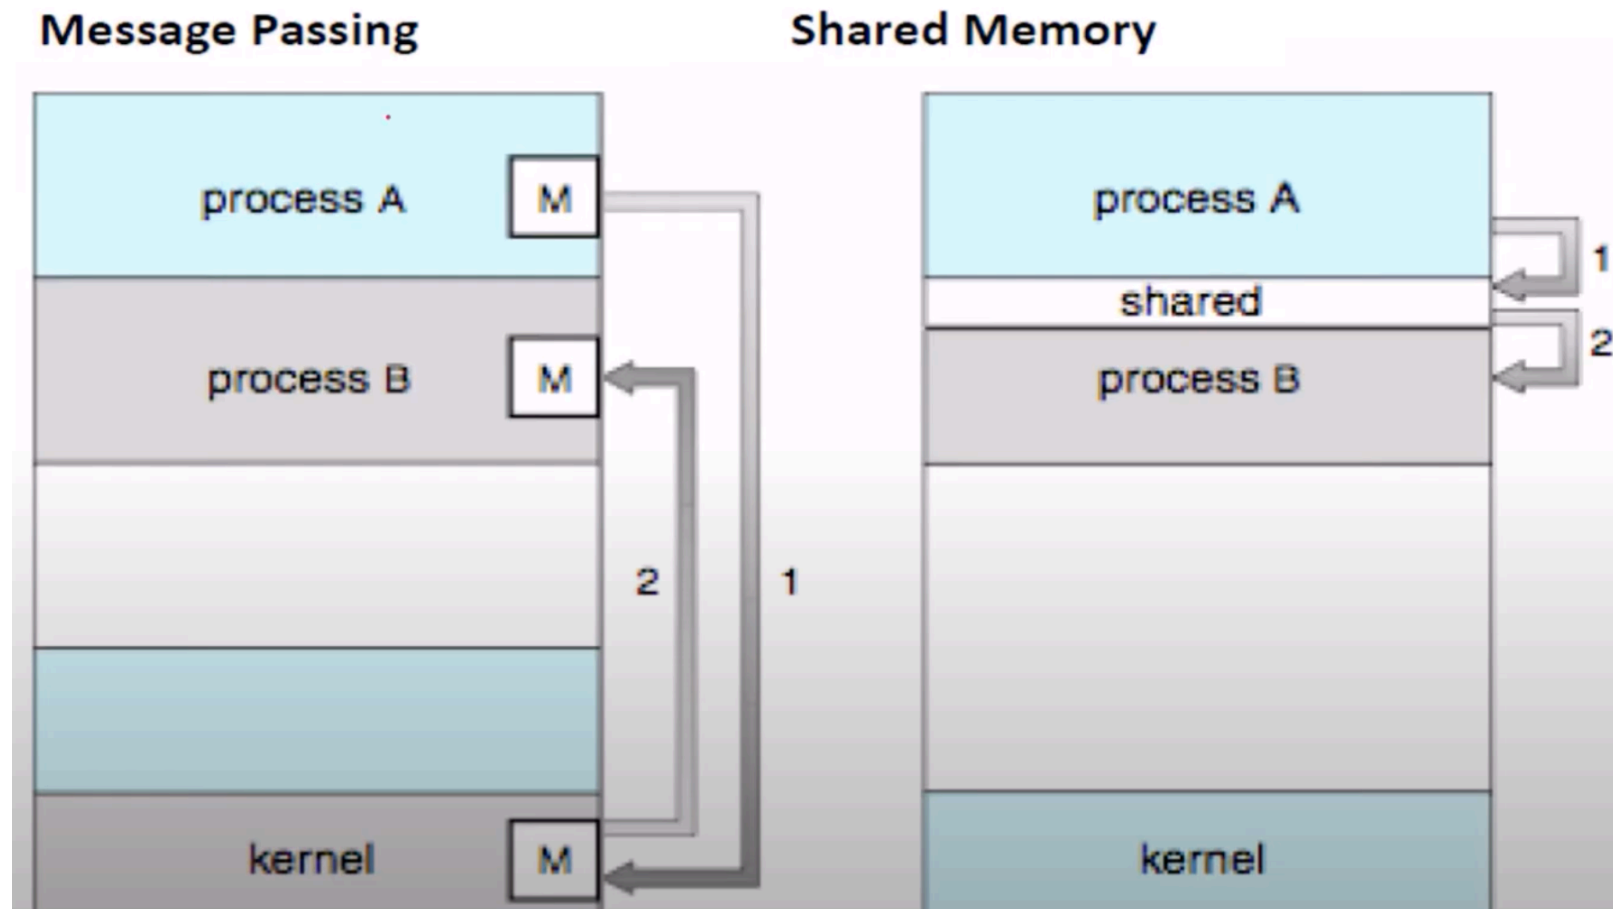 Message Passing
process A
M
process B
M
2
1
kernel
M
Shared Memory
process A
1
shared
2
process B
kernel